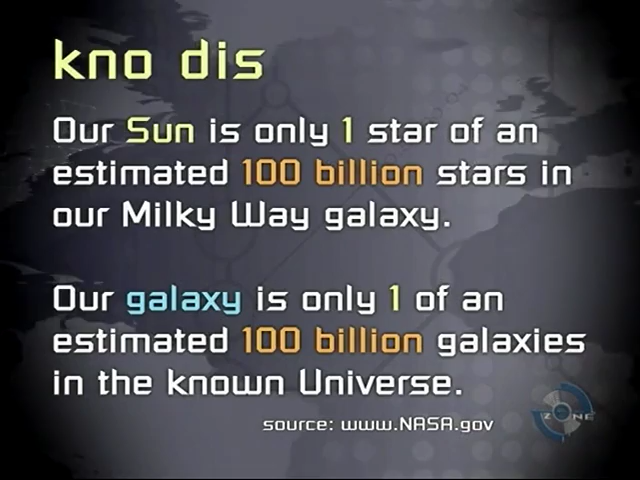 kno dis
Our Sun is only 1 star of an
estimated 100 billion stars in
our Milky Way galaxy.
Our galaxy is only 1 of an
estimated 100 billion galaxies
in the known Universe.
source: www.NASA.gov
ZONE